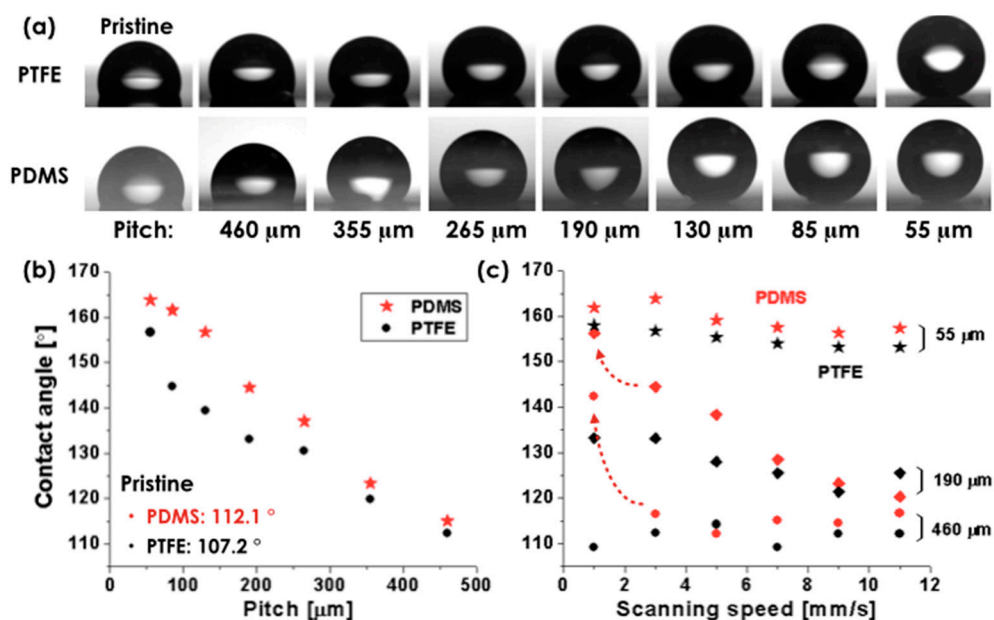 (a) Pristine
PTFE
PDMS
Pitch: 460 μm 355 μm 265 μm 190 μm 130 μm 85 μm 55 μm
(b)
170
160
150
140
130
120
110
Contact angle [°]
PDMS
PTFE
Pristine
• PDMS: 112.1 °
• PTFE: 107.2 °
0 100 200 300 400 500
Pitch [μm]
(c)
170
160
150
140
130
120
110
PDMS
PTFE
55 μm
190 μm
460 μm
0 2 4 6 8 10 12
Scanning speed [mm/s]